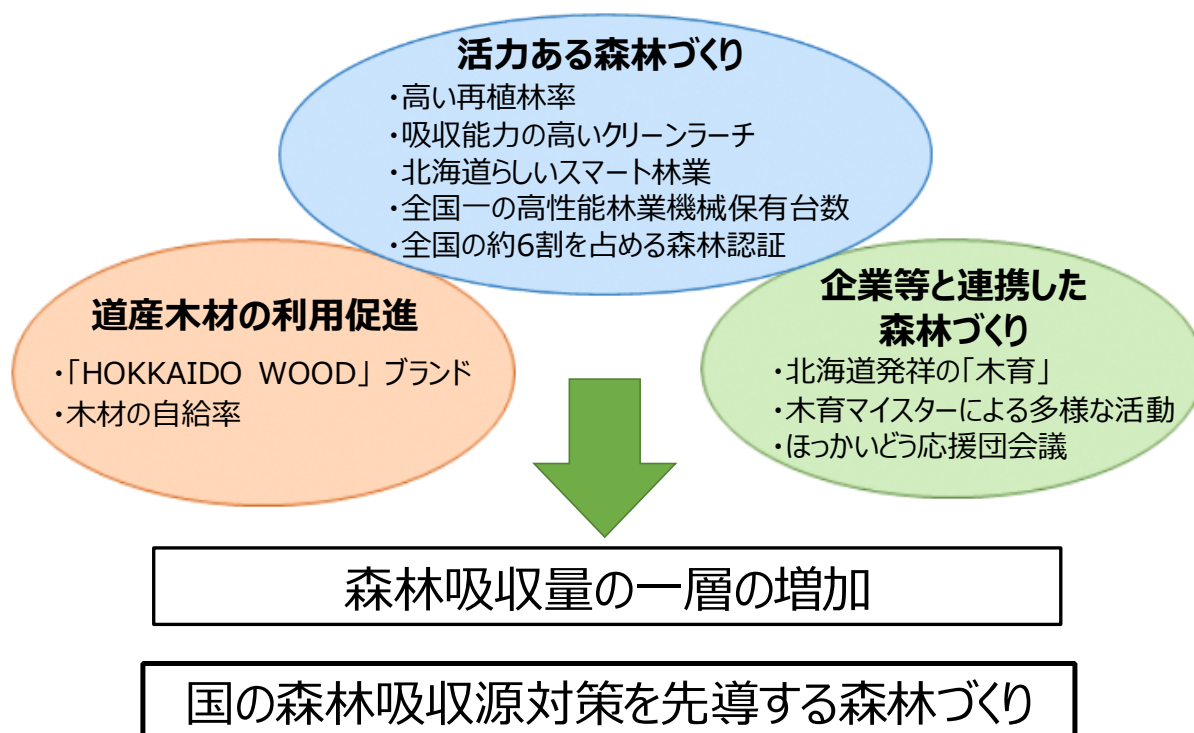 活力ある森林づくり
・高い再植林率
・吸収能力の高いクリーンラーチ
・北海道らしいスマート林業
・全国一の高性能林業機械保有台数
・全国の約6割を占める森林認証
道産木材の利用促進
・「HOKKAIDO WOOD」 ブランド
・木材の自給率
企業等と連携した
森林づくり
・北海道発祥の「木育」
・木育マイスターによる多様な活動
・ほっかいどう応援団会議
森林吸収量の一層の増加
国の森林吸収源対策を先導する森林づくり